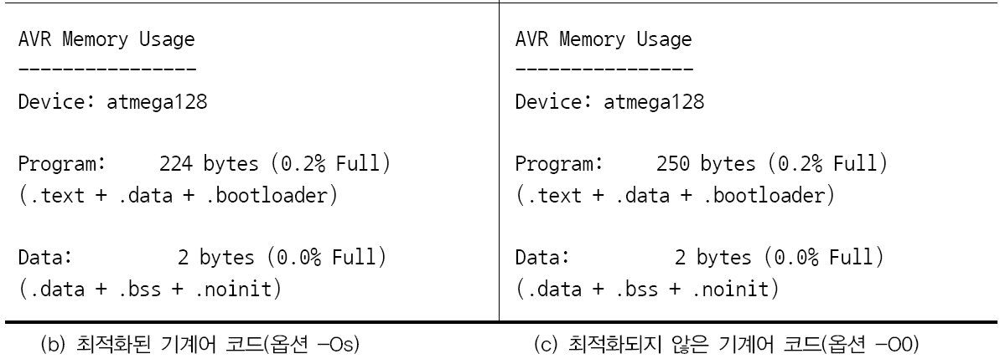 AVR Memory Usage
----------------
Device: atmega128
Program:     224 bytes (0.2% Full)
(.text + .data + .bootloader)
Data:          2 bytes (0.0% Full)
(.data + .bss + .noinit)
(b) 최적화된 기계어 코드(옵션 -Os)
AVR Memory Usage
----------------
Device: atmega128
Program:     250 bytes (0.2% Full)
(.text + .data + .bootloader)
Data:          2 bytes (0.0% Full)
(.data + .bss + .noinit)
(c) 최적화되지 않은 기계어 코드(옵션 -O0)